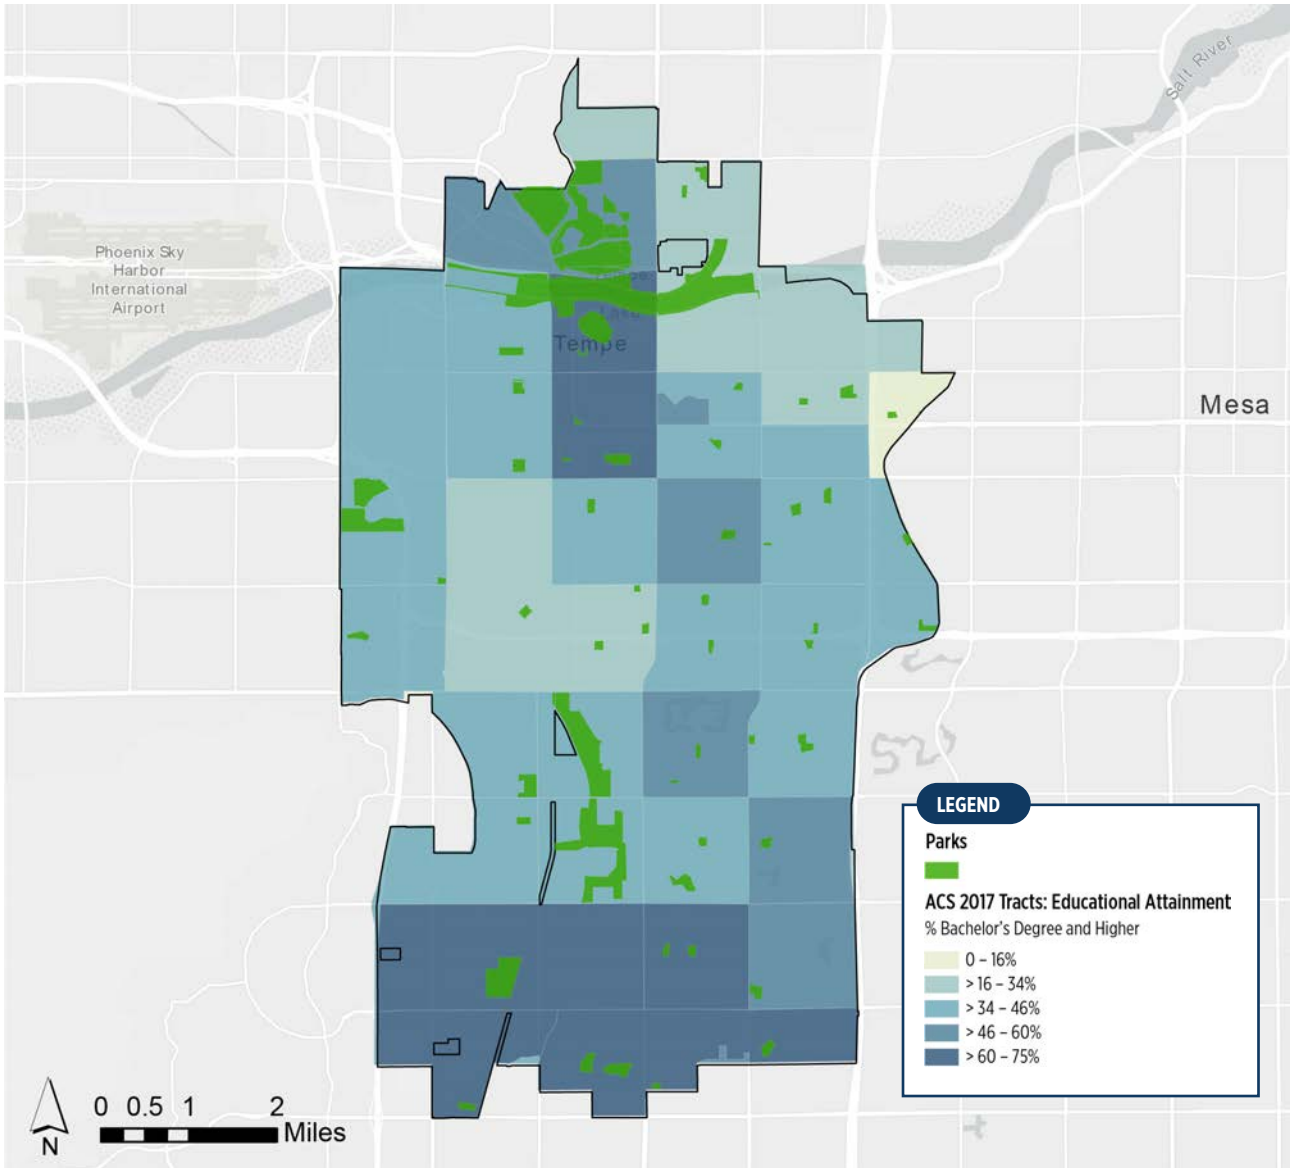 Salt River
Phoenix Sky
Harbor
International
Airport
Tempe
Mesa
LEGEND
Parks
ACS 2017 Tracts: Educational Attainment
% Bachelor's Degree and Higher
0 – 16%
> 16 – 34%
> 34 – 46%
> 46 – 60%
> 60 – 75%
0 0.5 1 2
Miles
N